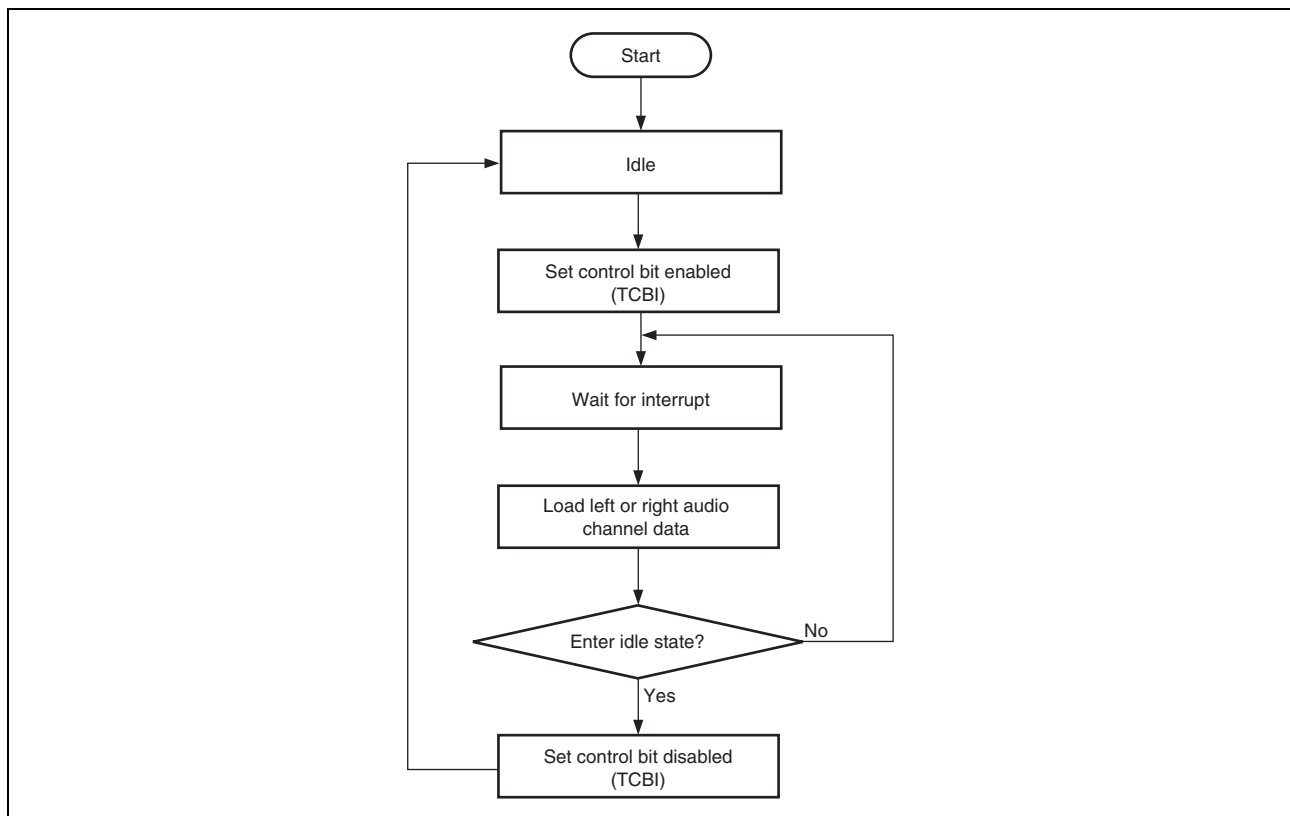 Start
Idle
Set control bit enabled
(TCBI)
Wait for interrupt
Load left or right audio
channel data
Enter idle state?
No
Yes
Set control bit disabled
(TCBI)